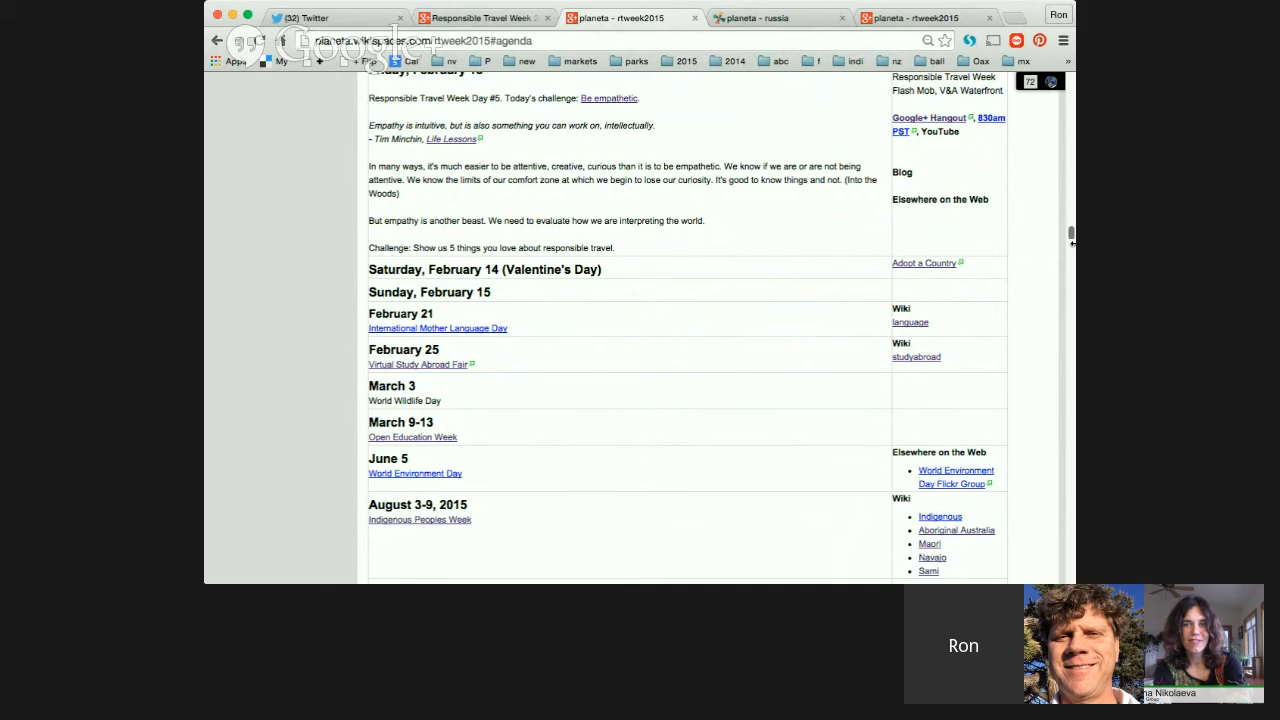 (32) Twitter
Responsible Travel Week
planeta - rtweek2015
planeta - russia
planeta - rtweek2015
Ron
Google+
planeta.wikispaces.com/rtweek2015#agenda
Apps
My
+ Flip
Cal
nv
P
new
markets
parks
2015
2014
abc
f
indi
nz
ball
Oax
mx
»
72
Responsible Travel Week Day #5. Today's challenge: Be empathetic.
Empathy is intuitive, but is also something you can work on, intellectually.
- Tim Minchin, Life Lessons
In many ways, it's much easier to be attentive, creative, curious than it is to be empathetic. We know if we are or are not being
attentive. We know the limits of our comfort zone at which we begin to lose our curiosity. It's good to know things and not. (Into the
Woods)
But empathy is another beast. We need to evaluate how we are interpreting the world.
Challenge: Show us 5 things you love about responsible travel.
Responsible Travel Week
Flash Mob, V&A Waterfront
Google+ Hangout, 830am
PST, YouTube
Blog
Elsewhere on the Web
Saturday, February 14 (Valentine's Day)
Adopt a Country
Sunday, February 15
February 21
International Mother Language Day
Wiki
language
February 25
Virtual Study Abroad Fair
Wiki
studyabroad
March 3
World Wildlife Day
March 9-13
Open Education Week
June 5
World Environment Day
Elsewhere on the Web
• World Environment
Day Flickr Group
August 3-9, 2015
Indigenous Peoples Week
Wiki
• Indigenous
• Aboriginal Australia
• Maori
• Navajo
• Sami
Ron
na Nikolaeva
Group